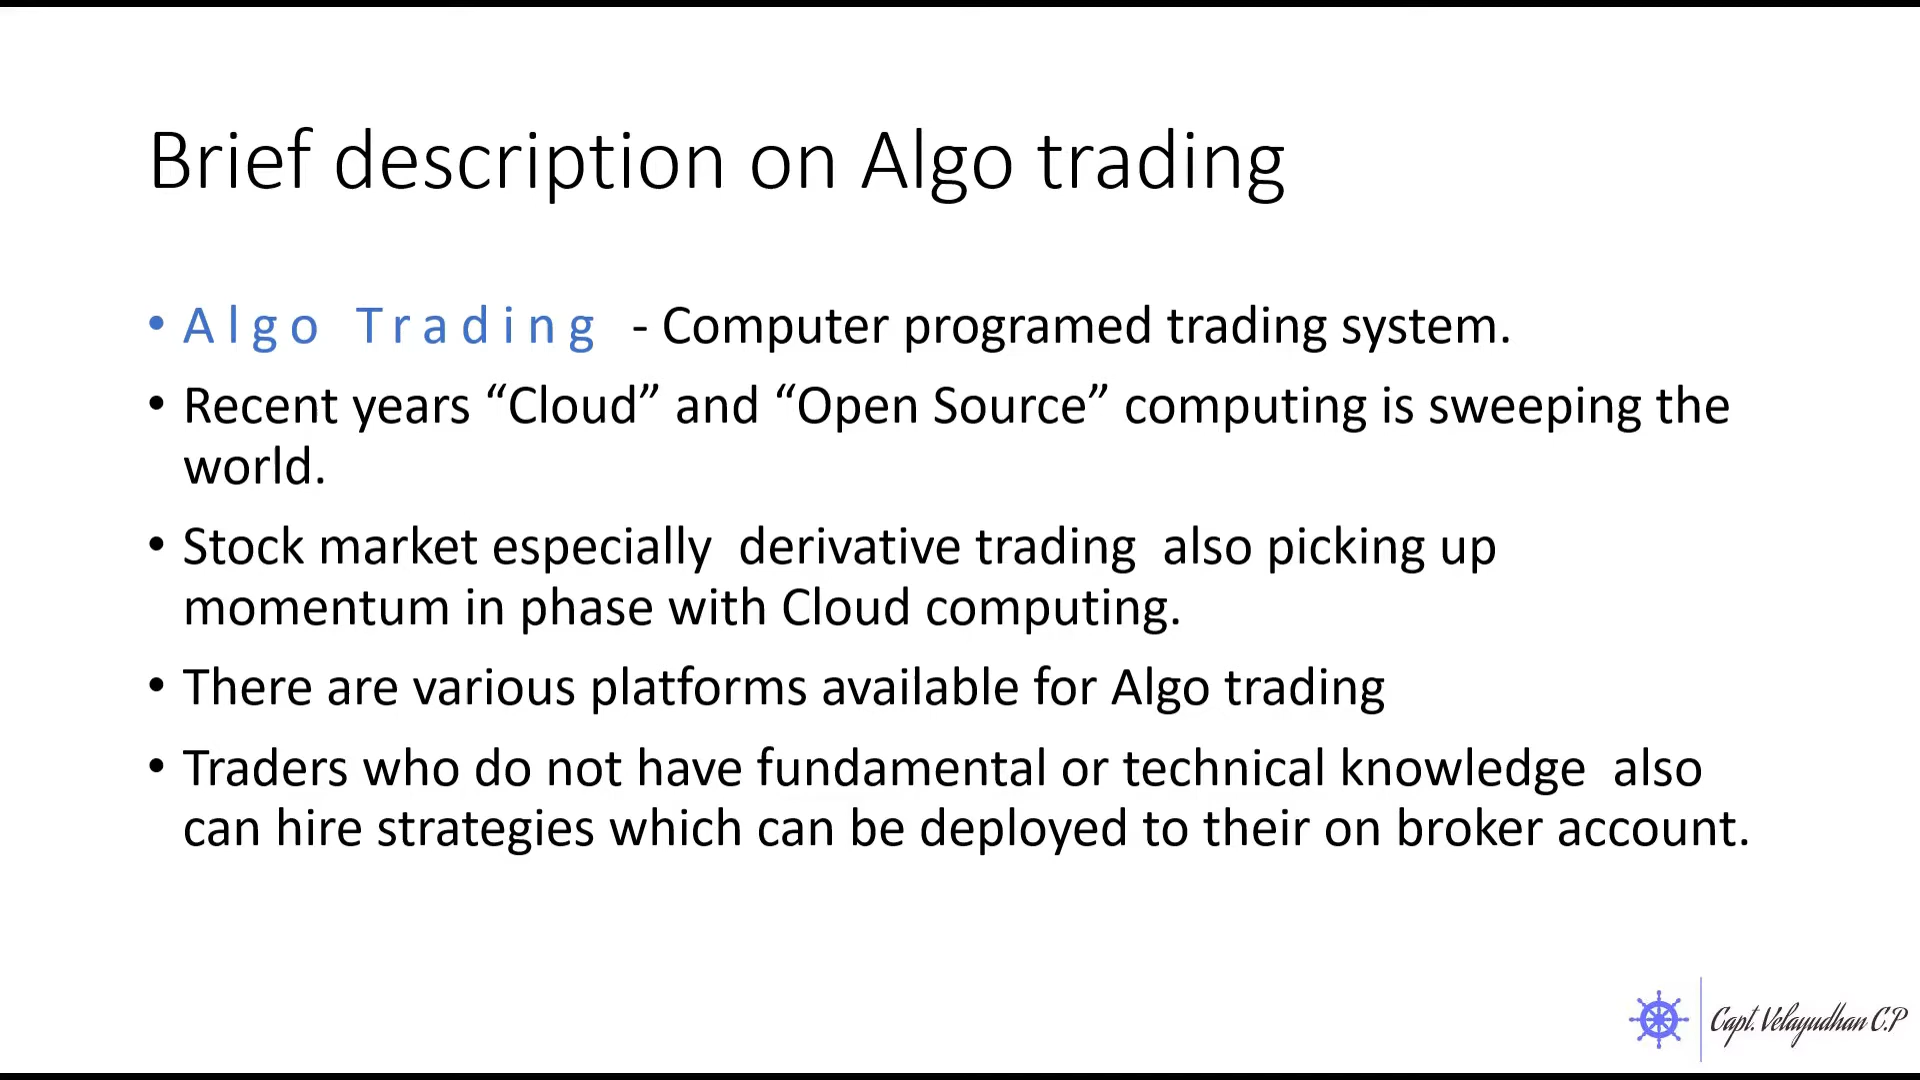 Brief description on Algo trading
• Algo Trading - Computer programed trading system.
• Recent years “Cloud” and “Open Source” computing is sweeping the
world.
• Stock market especially derivative trading also picking up
momentum in phase with Cloud computing.
• There are various platforms available for Algo trading
• Traders who do not have fundamental or technical knowledge also
can hire strategies which can be deployed to their on broker account.
Capt. Velayudhan C.P